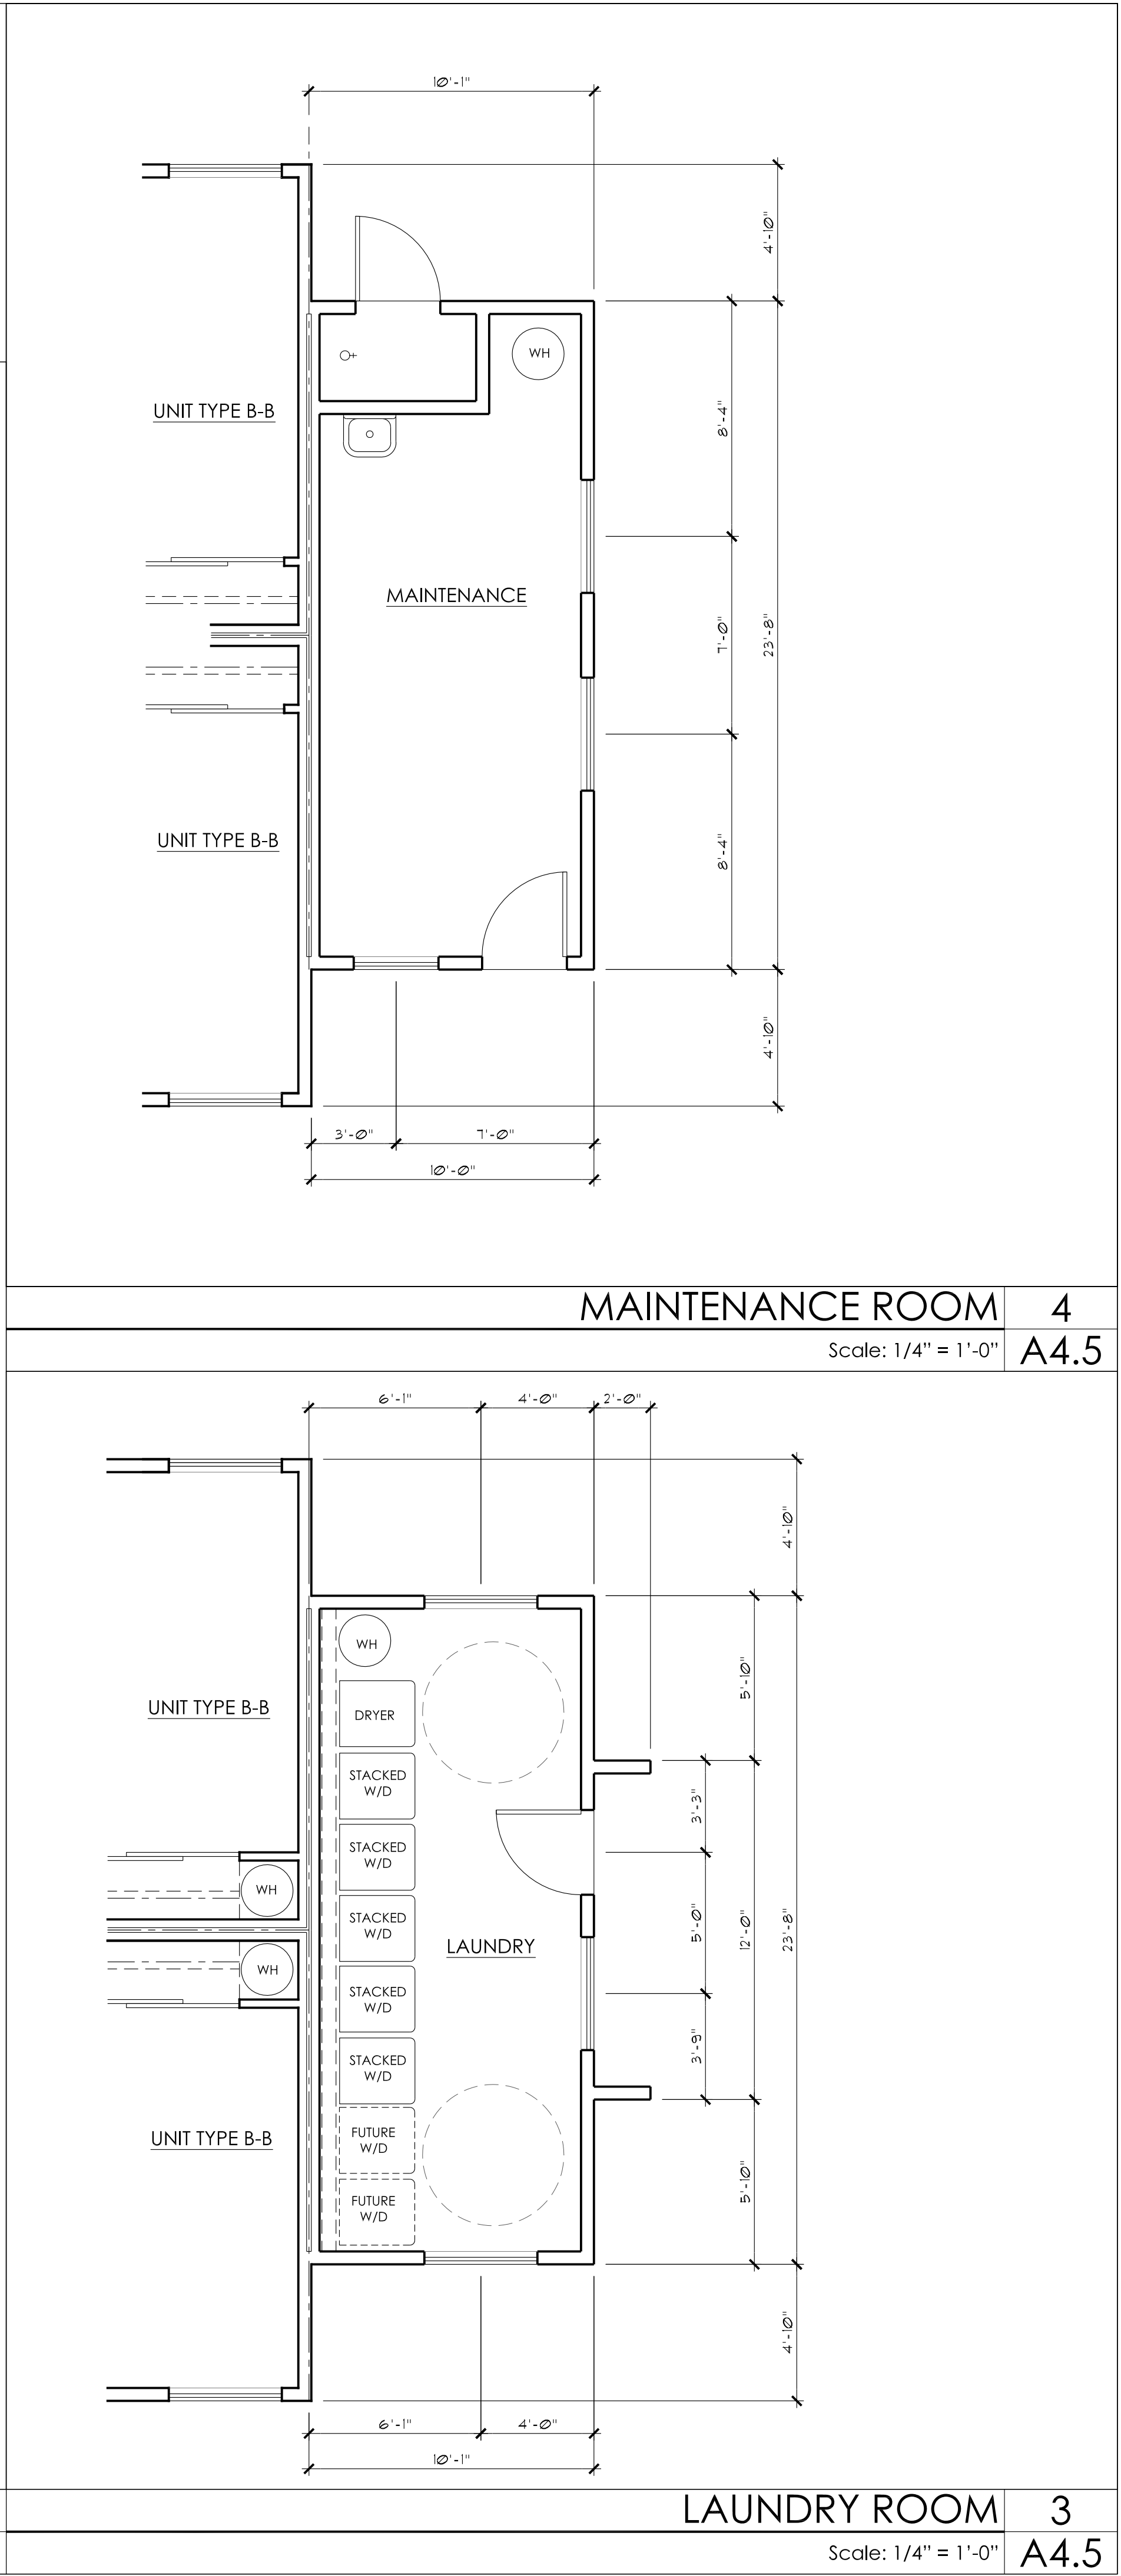 10'-1"
4'-10"
WH
UNIT TYPE B-B
8'-4"
MAINTENANCE
7'-0"
23'-8"
UNIT TYPE B-B
8'-4"
4'-10"
3'-0"
7'-0"
10'-0"
MAINTENANCE ROOM
4
Scale: 1/4" = 1'-0"
A4.5
6'-1"
4'-0"
2'-0"
4'-10"
WH
5'-10"
UNIT TYPE B-B
DRYER
STACKED
W/D
3'-3"
STACKED
W/D
WH
STACKED
W/D
LAUNDRY
5'-0"
12'-0"
23'-8"
WH
STACKED
W/D
STACKED
W/D
3'-9"
UNIT TYPE B-B
FUTURE
W/D
5'-10"
FUTURE
W/D
4'-10"
6'-1"
4'-0"
10'-1"
LAUNDRY ROOM
3
Scale: 1/4" = 1'-0"
A4.5